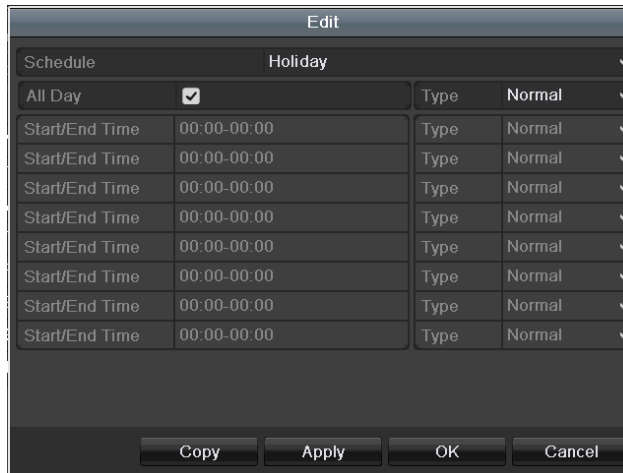 Edit
Schedule Holiday
All Day Type Normal
Start/End Time 00:00-00:00 Type Normal
Start/End Time 00:00-00:00 Type Normal
Start/End Time 00:00-00:00 Type Normal
Start/End Time 00:00-00:00 Type Normal
Start/End Time 00:00-00:00 Type Normal
Start/End Time 00:00-00:00 Type Normal
Start/End Time 00:00-00:00 Type Normal
Start/End Time 00:00-00:00 Type Normal
Copy Apply OK Cancel